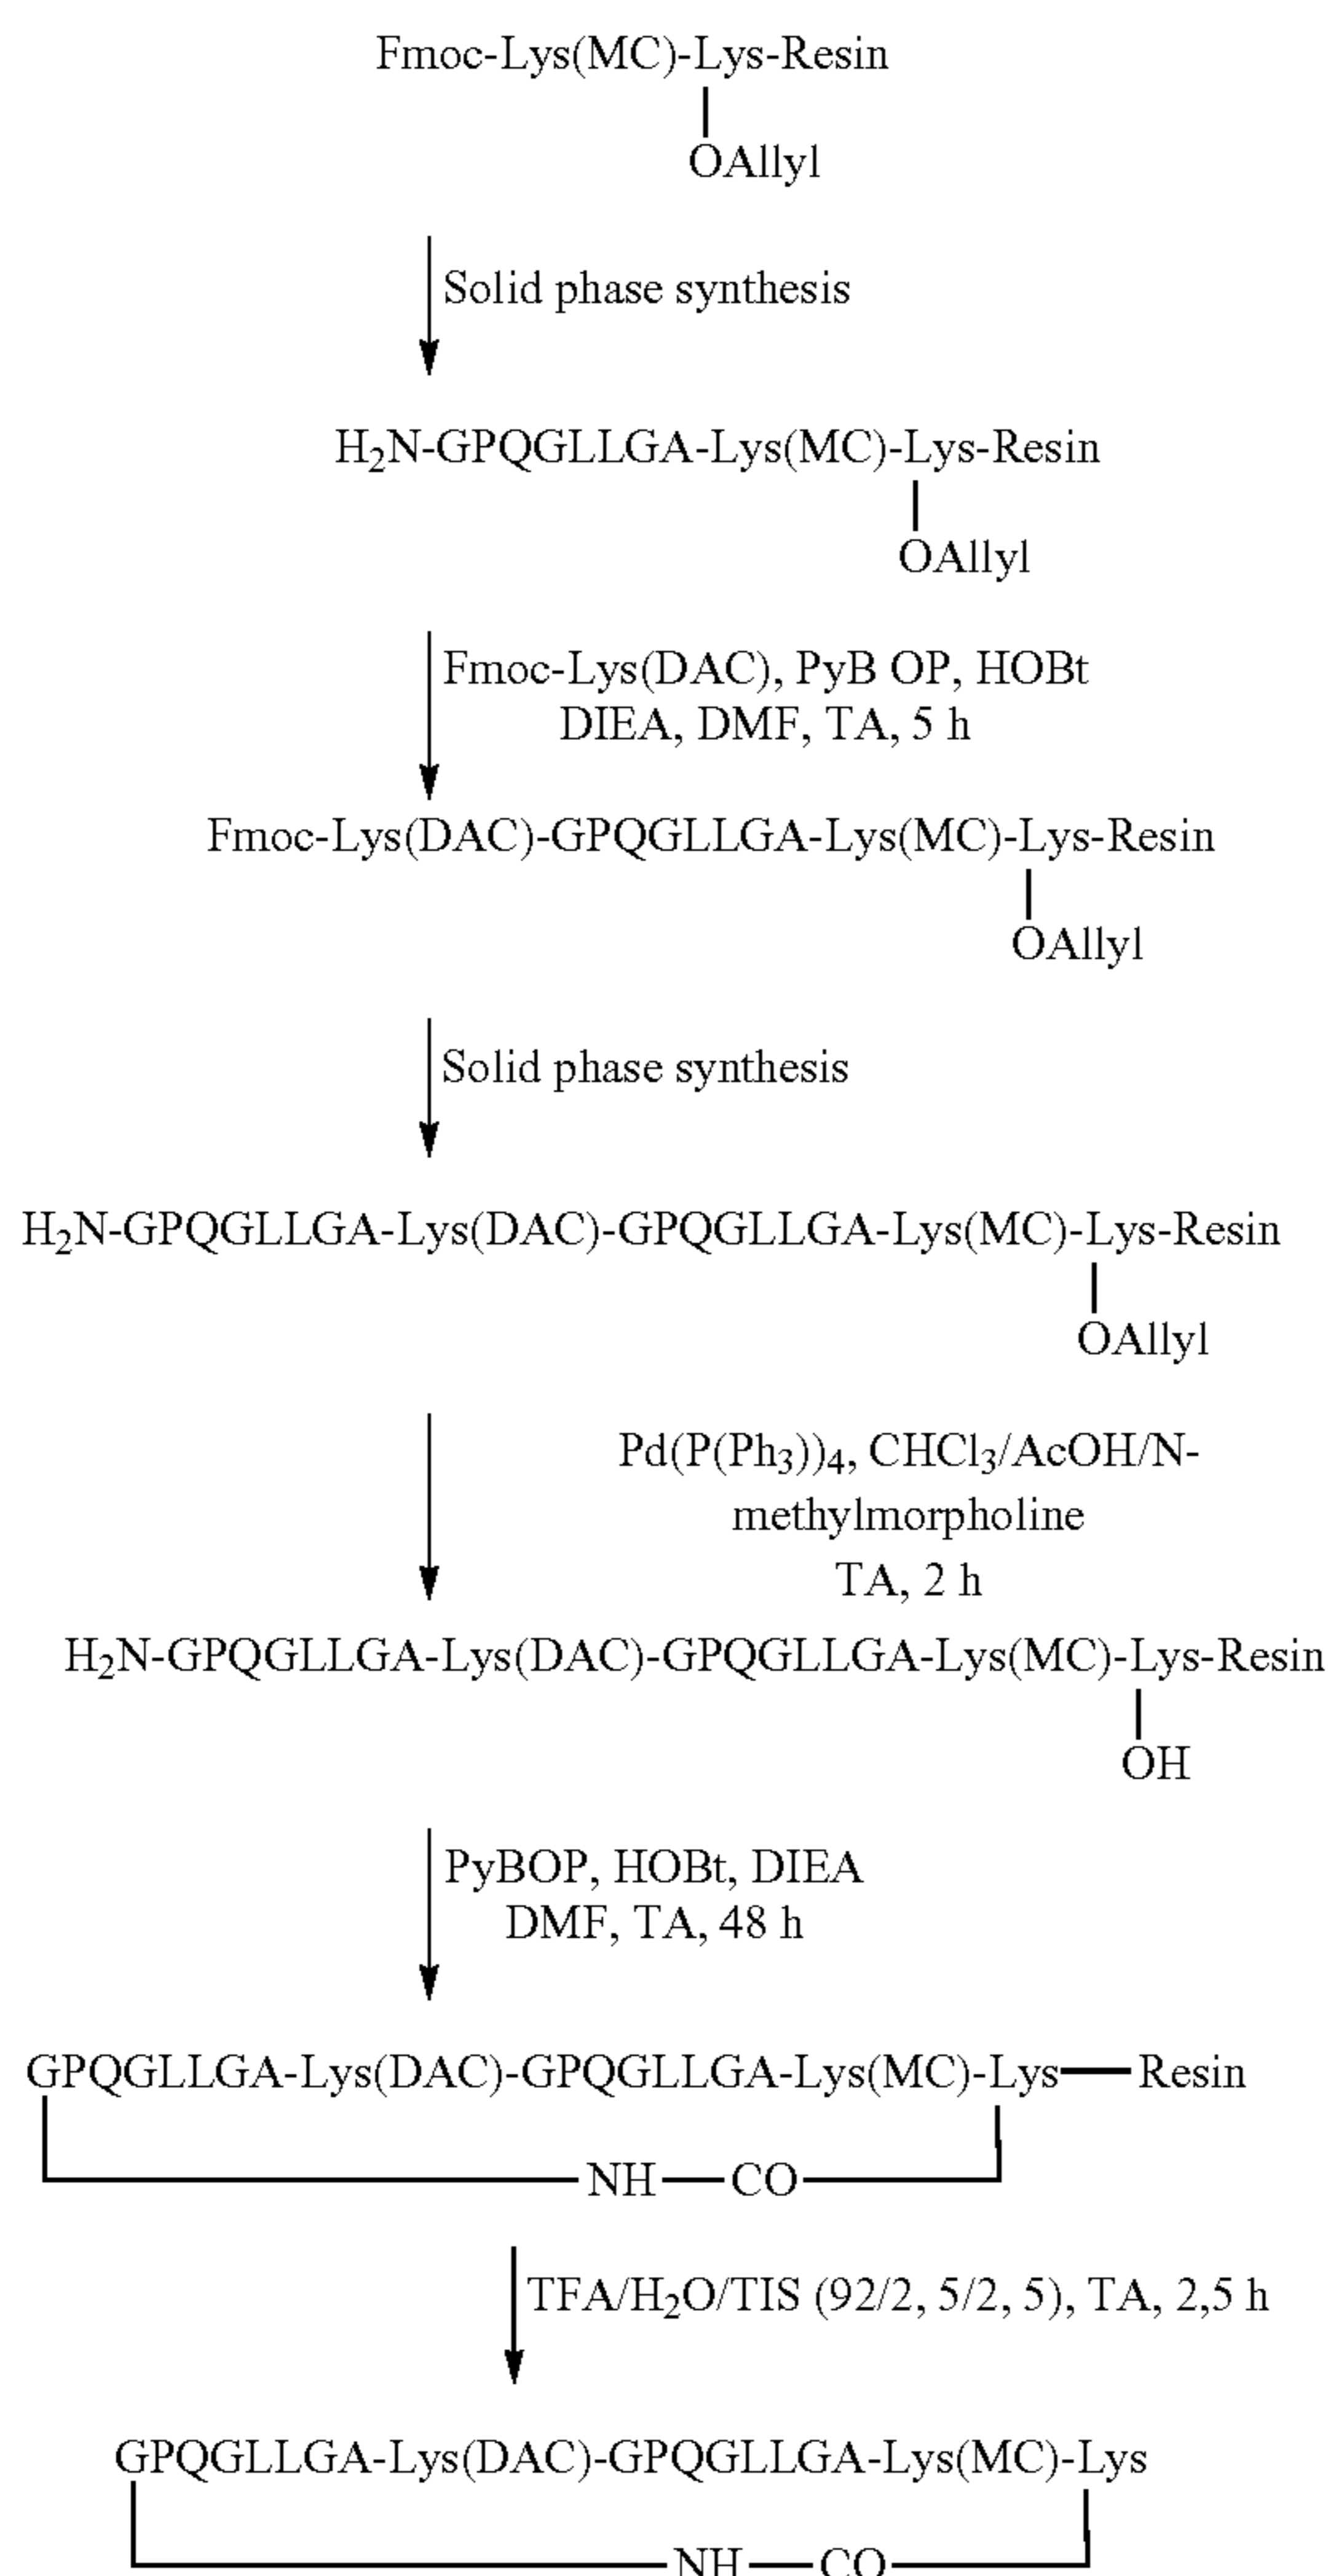 Fmoc-Lys(MC)-Lys-Resin
OAllyl
Solid phase synthesis
H2N-GPQGLLGA-Lys(MC)-Lys-Resin
OAllyl
Fmoc-Lys(DAC), PyB OP, HOBt
DIEA, DMF, TA, 5 h
Fmoc-Lys(DAC)-GPQGLLGA-Lys(MC)-Lys-Resin
OAllyl
Solid phase synthesis
H2N-GPQGLLGA-Lys(DAC)-GPQGLLGA-Lys(MC)-Lys-Resin
OAllyl
Pd(P(Ph3))4, CHCl3/AcOH/N-
methylmorpholine
TA, 2 h
H2N-GPQGLLGA-Lys(DAC)-GPQGLLGA-Lys(MC)-Lys-Resin
OH
PyBOP, HOBt, DIEA
DMF, TA, 48 h
GPQGLLGA-Lys(DAC)-GPQGLLGA-Lys(MC)-Lys—Resin
NH—CO
TFA/H2O/TIS (92/2, 5/2, 5), TA, 2,5 h
GPQGLLGA-Lys(DAC)-GPQGLLGA-Lys(MC)-Lys
NH—CO